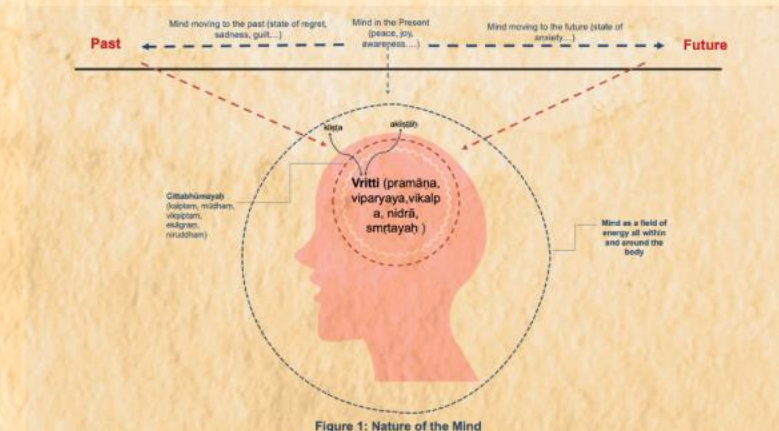 Mind moving to the past (state of regret,
sadness, guilt....)
Mind in the Present
(peace, joy,
awareness....)
Mind moving to the future (state of
anxiety...)
Past
Future
kliṣṭa
akliṣṭāḥ
Vritti (pramāṇa,
viparyaya,vikalp
a, nidrā,
smṛtayaḥ )
Cittabhūmayaḥ
(kṣiptam, mūdham,
vikṣiptam,
ekāgram,
niruddham)
Mind as a field of
energy all within
and around the
body
Figure 1: Nature of the Mind